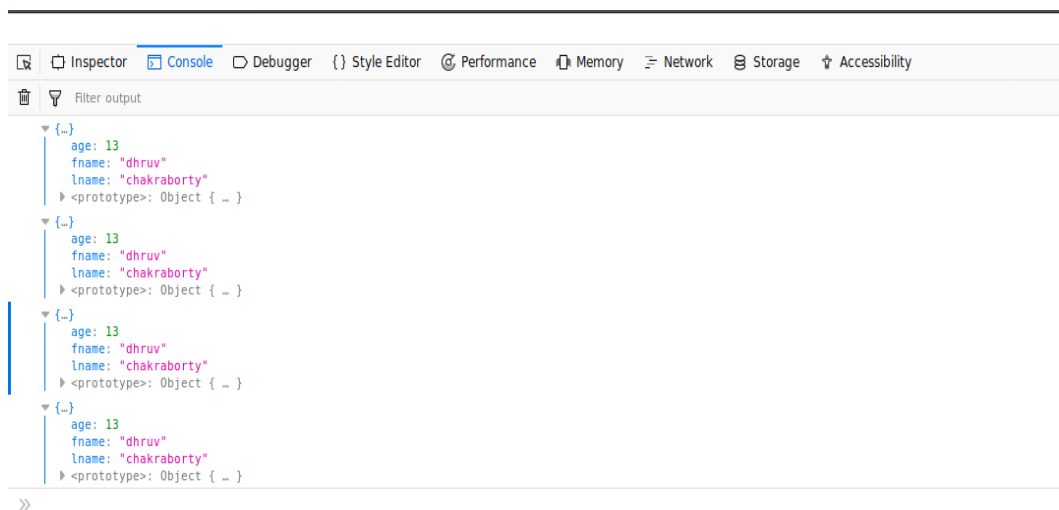 Inspector Console Debugger {} Style Editor Performance Memory Network Storage Accessibility
Filter output
{…}
age: 13
fname: "dhruv"
lname: "chakraborty"
<prototype>: Object { … }
{…}
age: 13
fname: "dhruv"
lname: "chakraborty"
<prototype>: Object { … }
{…}
age: 13
fname: "dhruv"
lname: "chakraborty"
<prototype>: Object { … }
{…}
age: 13
fname: "dhruv"
lname: "chakraborty"
<prototype>: Object { … }
»